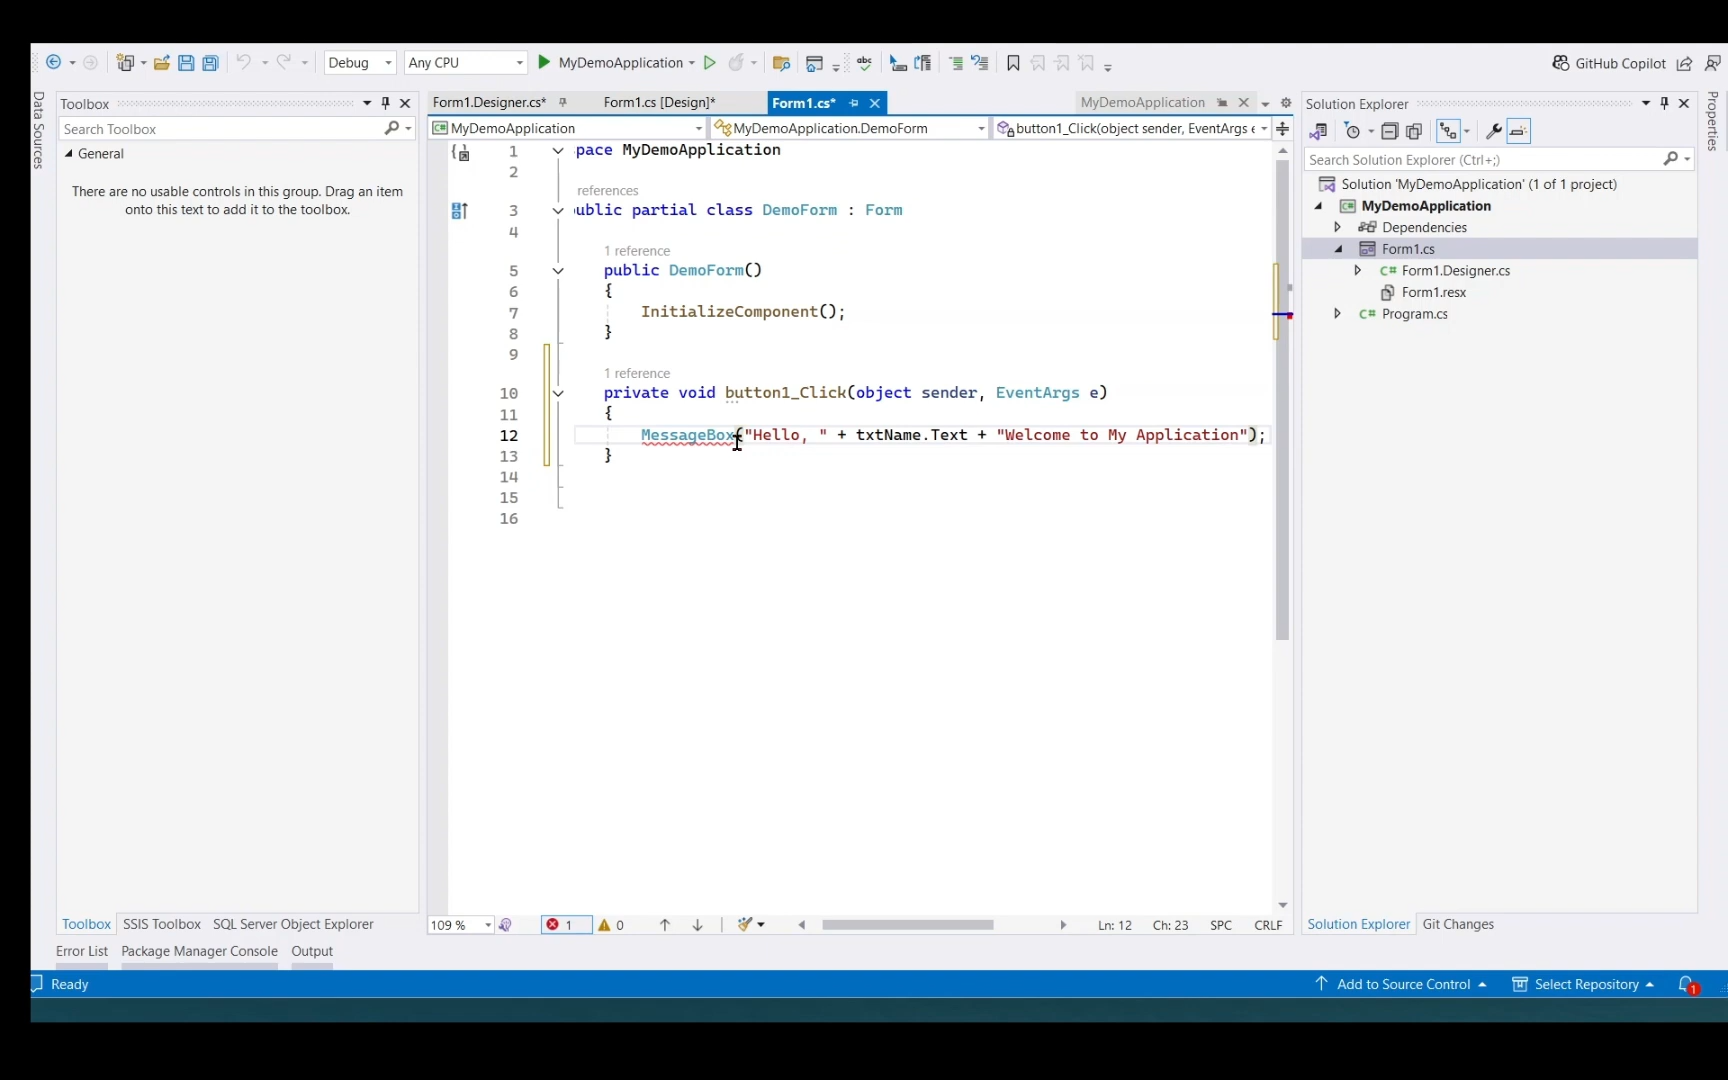 Debug Any CPU MyDemoApplication GitHub Copilot
Data Sources
Toolbox
Search Toolbox
General
There are no usable controls in this group. Drag an item
onto this text to add it to the toolbox.
Form1.Designer.cs* Form1.cs [Design]* Form1.cs* MyDemoApplication
C# MyDemoApplication MyDemoApplication.DemoForm button1_Click(object sender, EventArgs e
1 pace MyDemoApplication
2
references
3 ublic partial class DemoForm : Form
4
1 reference
5 public DemoForm()
6 {
7 InitializeComponent();
8 }
9
1 reference
10 private void button1_Click(object sender, EventArgs e)
11 {
12 MessageBox("Hello, " + txtName.Text + "Welcome to My Application");
13 }
14
15
16
109 % 1 0 Ln: 12 Ch: 23 SPC CRLF
Solution Explorer
Search Solution Explorer (Ctrl+;)
Solution 'MyDemoApplication' (1 of 1 project)
C# MyDemoApplication
Dependencies
Form1.cs
C# Form1.Designer.cs
Form1.resx
C# Program.cs
Properties
Toolbox SSIS Toolbox SQL Server Object Explorer
Solution Explorer Git Changes
Error List Package Manager Console Output
Ready Add to Source Control Select Repository 1